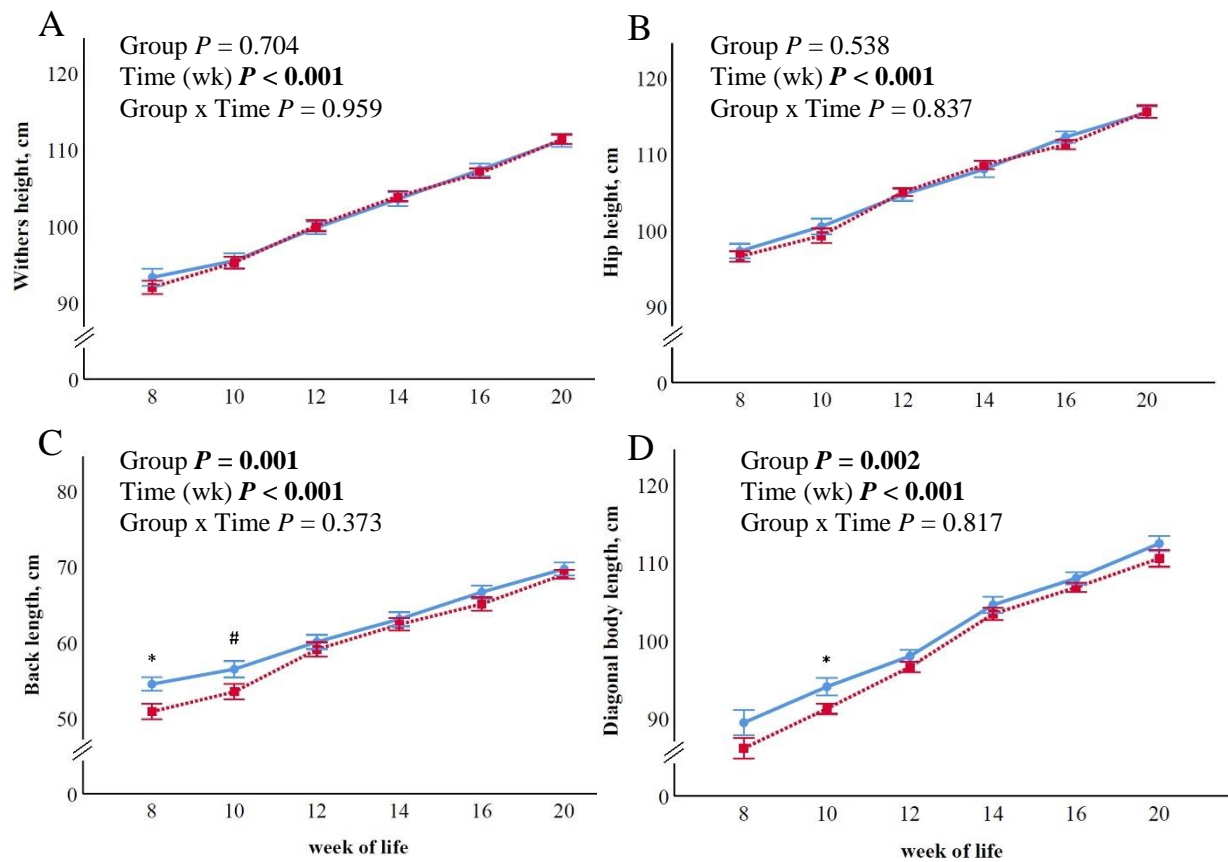 A
Group P = 0.704
Time (wk) P < 0.001
Group x Time P = 0.959
Withers height, cm
120
110
100
90
0
8 10 12 14 16 20
B
Group P = 0.538
Time (wk) P < 0.001
Group x Time P = 0.837
Hip height, cm
120
110
100
90
0
8 10 12 14 16 20
C
Group P = 0.001
Time (wk) P < 0.001
Group x Time P = 0.373
Back length, cm
80
70
60
50
0
*
#
8 10 12 14 16 20
week of life
D
Group P = 0.002
Time (wk) P < 0.001
Group x Time P = 0.817
Diagonal body length, cm
120
110
100
90
0
*
8 10 12 14 16 20
week of life